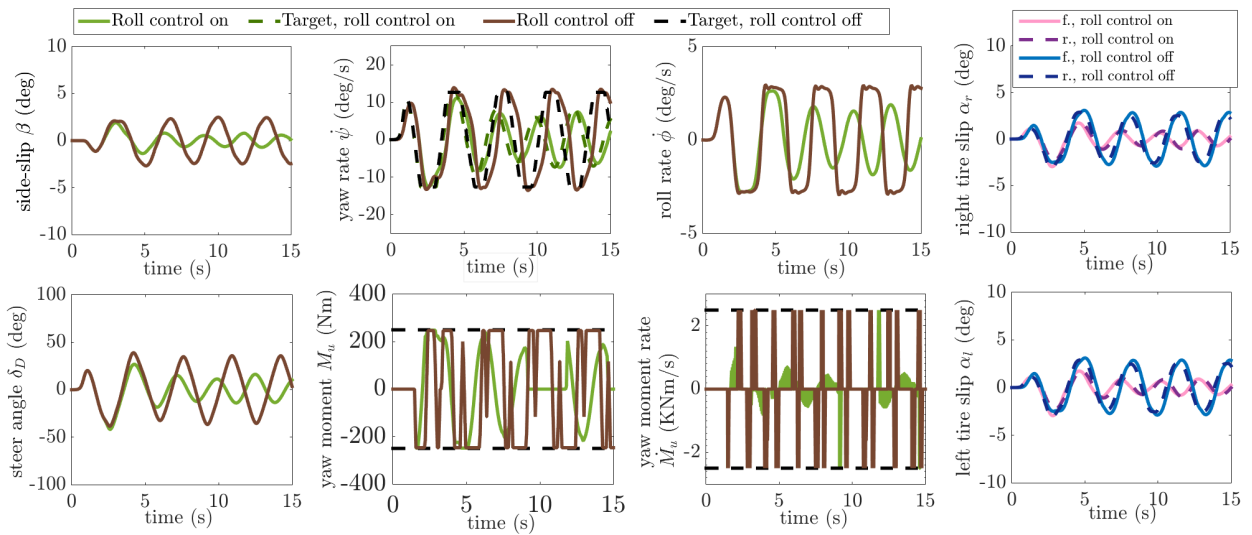 Roll control on Target, roll control on Roll control off Target, roll control off
f., roll control on
r., roll control on
f., roll control off
r., roll control off
side-slip β (deg)
10
5
0
-5
-10
0 5 10 15
time (s)
yaw rate ψ̇ (deg/s)
20
10
0
-10
-20
0 5 10 15
time (s)
roll rate ϕ̇ (deg/s)
5
0
-5
0 5 10 15
time (s)
right tire slip αr (deg)
10
5
0
-5
-10
0 5 10 15
time (s)
steer angle δD (deg)
100
50
0
-50
-100
0 5 10 15
time (s)
yaw moment Mu (Nm)
400
200
0
-200
-400
0 5 10 15
time (s)
yaw moment rate
Ṁu (KNm/s)
2
0
-2
0 5 10 15
time (s)
left tire slip αl (deg)
10
5
0
-5
-10
0 5 10 15
time (s)